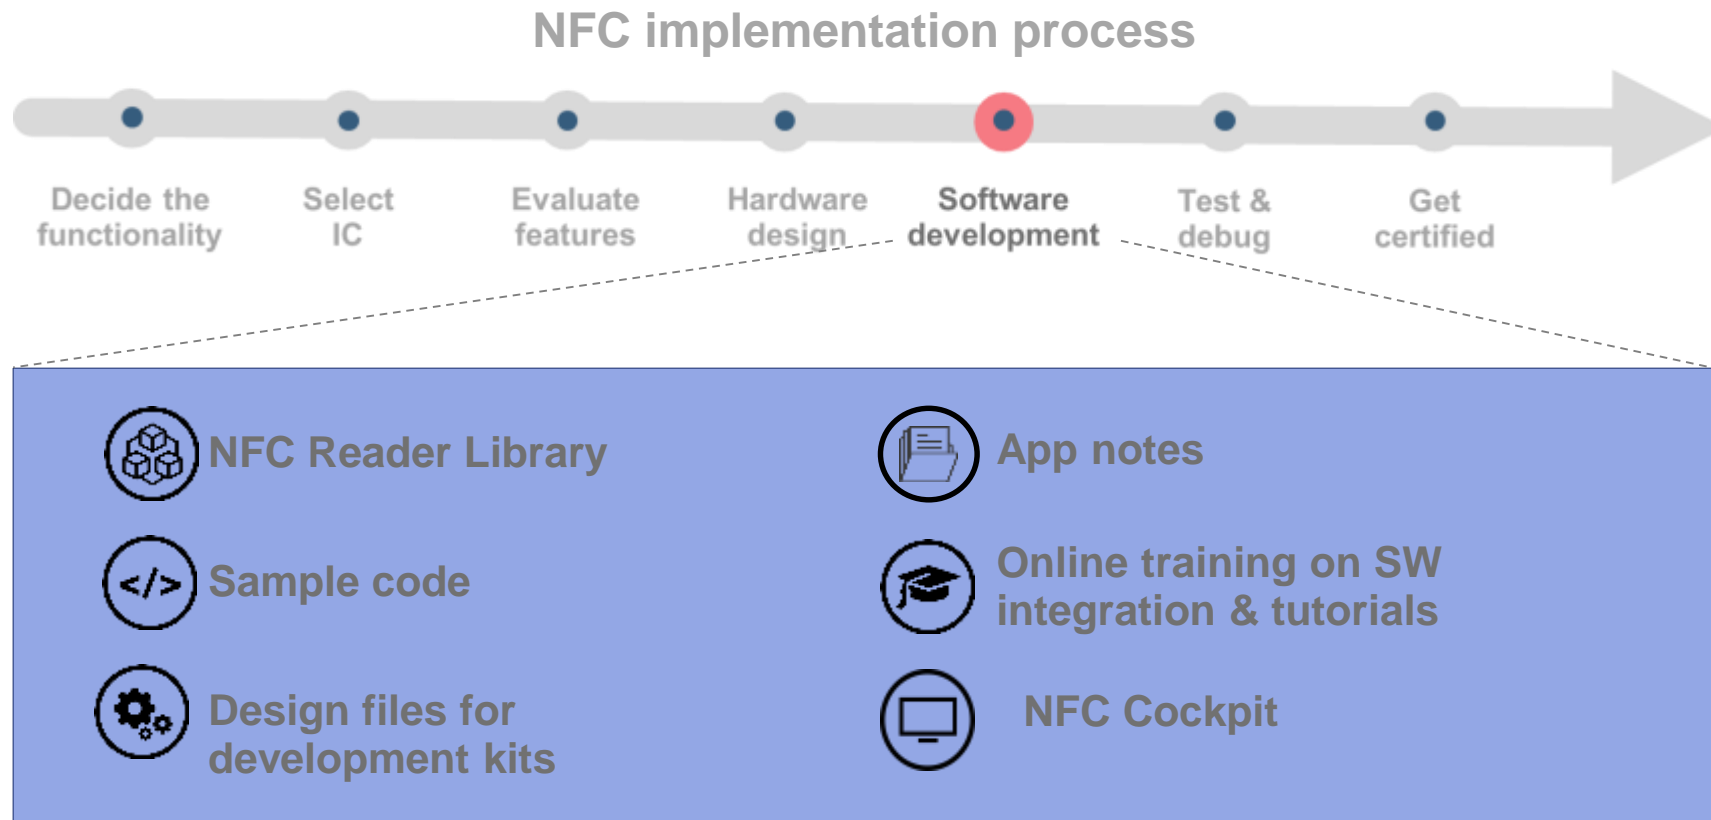 NFC implementation process
Decide the
functionality
Select
IC
Evaluate
features
Hardware
design
Software
development
Test &
debug
Get
certified
NFC Reader Library
</> Sample code
Design files for
development kits
App notes
Online training on SW
integration & tutorials
NFC Cockpit